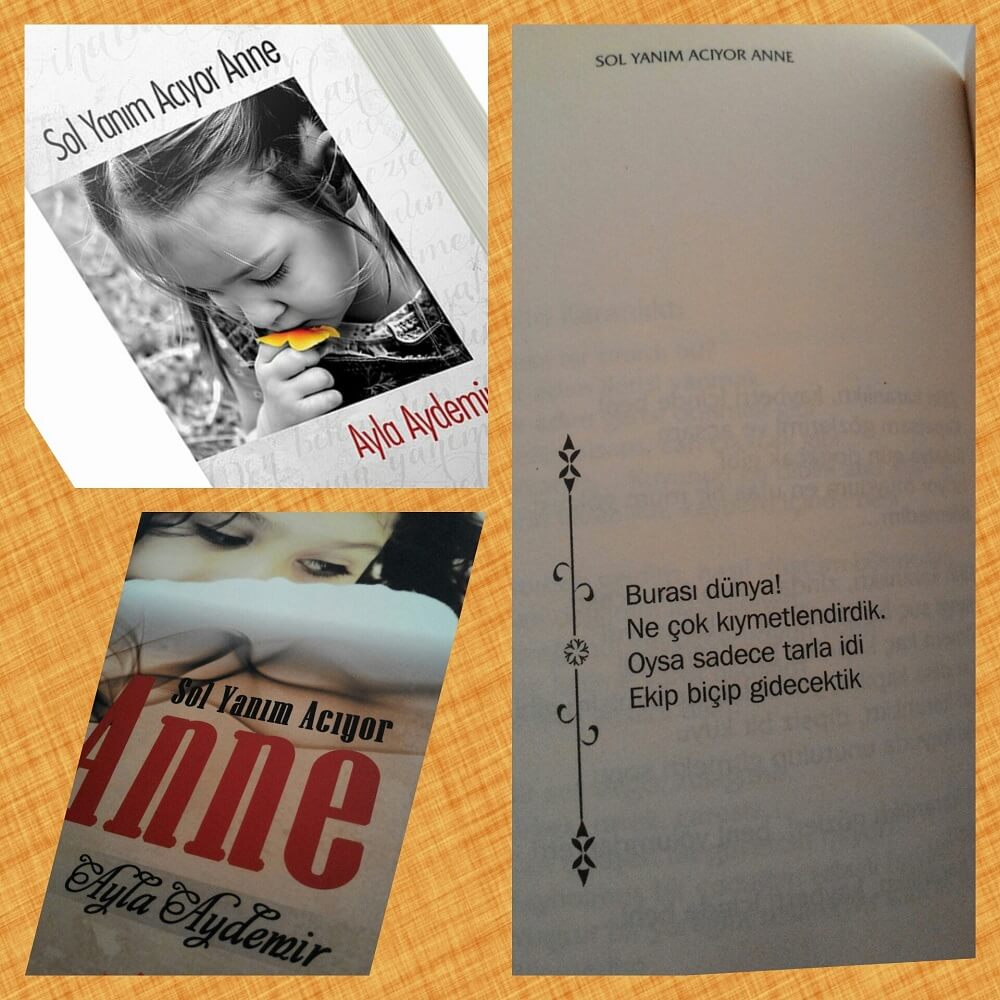 Sol Yanım Acıyor Anne
Ayla Aydemir
Sol Yanım Acıyor
Anne
Ayla Aydemir
SOL YANIM ACIYOR ANNE
Burası dünya!
Ne çok kıymetlendirdik.
Oysa sadece tarla idi
Ekip biçip gidecektik